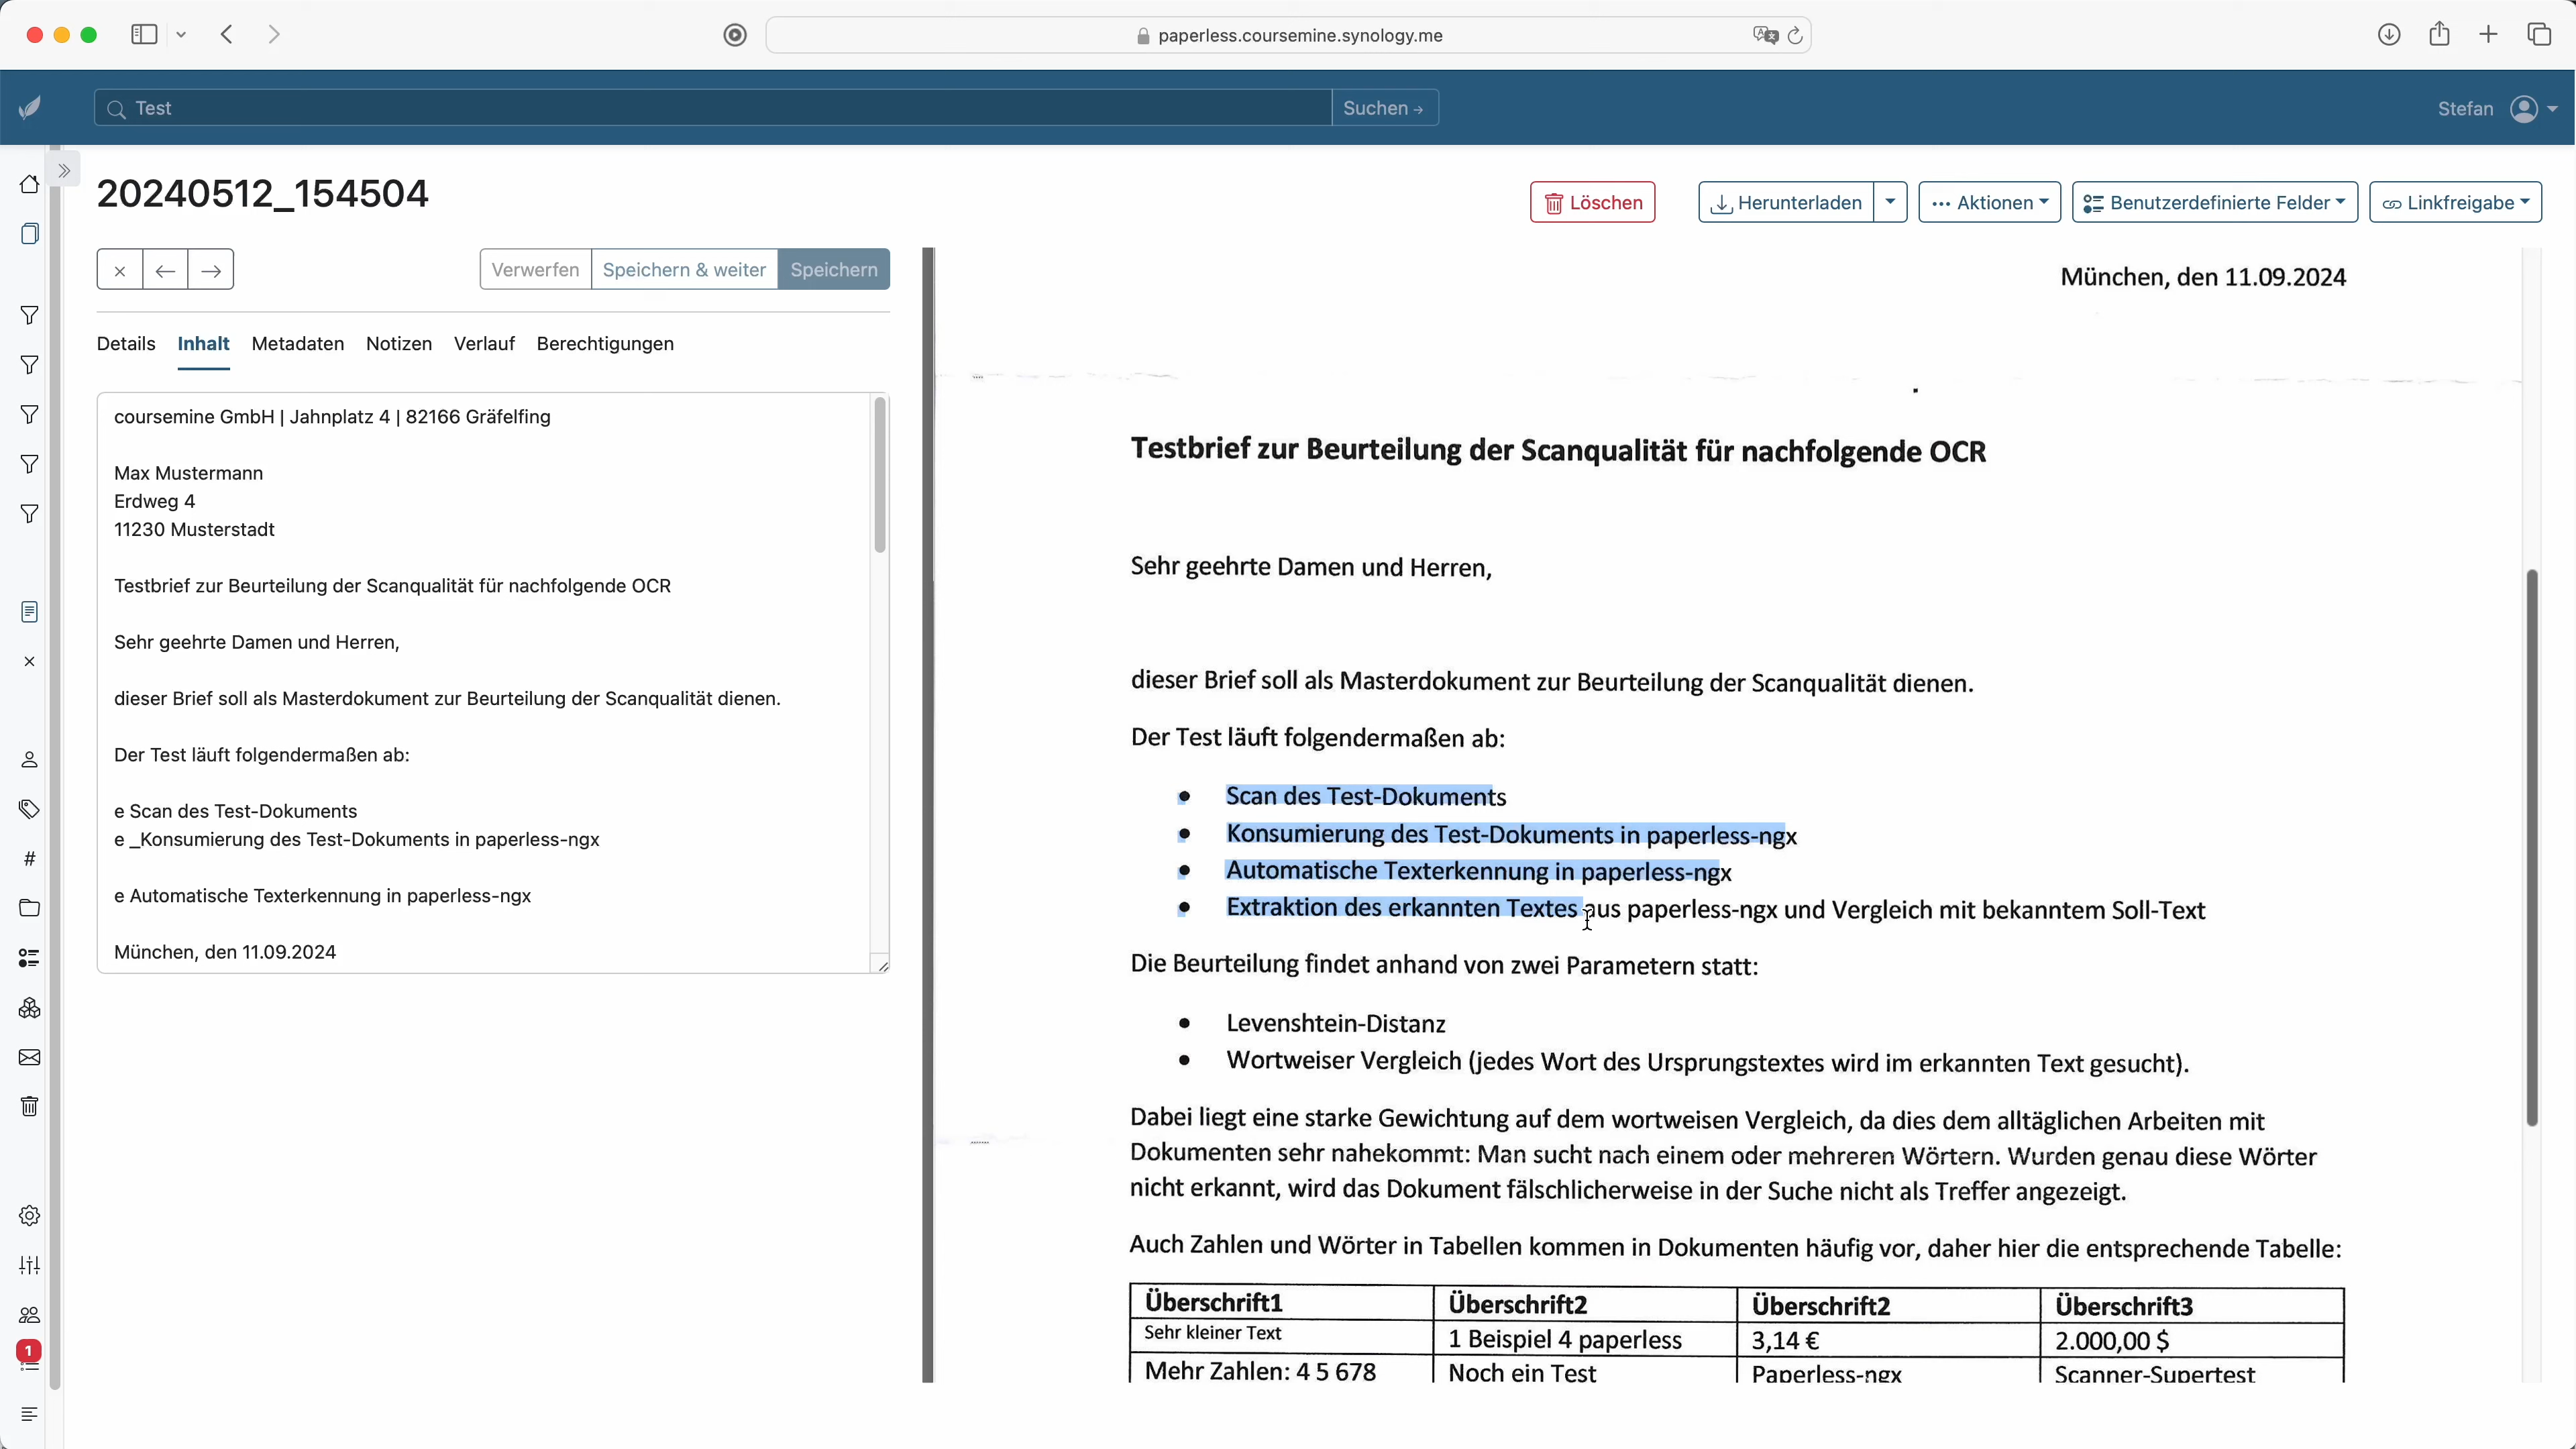 paperless.coursemine.synology.me
Test
Suchen
Stefan
20240512_154504
Löschen
Herunterladen
Aktionen
Benutzerdefinierte Felder
Linkfreigabe
Verwerfen
Speichern & weiter
Speichern
Details
Inhalt
Metadaten
Notizen
Verlauf
Berechtigungen
coursemine GmbH | Jahnplatz 4 | 82166 Gräfelfing
Max Mustermann
Erdweg 4
11230 Musterstadt
Testbrief zur Beurteilung der Scanqualität für nachfolgende OCR
Sehr geehrte Damen und Herren,
dieser Brief soll als Masterdokument zur Beurteilung der Scanqualität dienen.
Der Test läuft folgendermaßen ab:
e Scan des Test-Dokuments
e _Konsumierung des Test-Dokuments in paperless-ngx
e Automatische Texterkennung in paperless-ngx
München, den 11.09.2024
1
München, den 11.09.2024
Testbrief zur Beurteilung der Scanqualität für nachfolgende OCR
Sehr geehrte Damen und Herren,
dieser Brief soll als Masterdokument zur Beurteilung der Scanqualität dienen.
Der Test läuft folgendermaßen ab:
• Scan des Test-Dokuments
• Konsumierung des Test-Dokuments in paperless-ngx
• Automatische Texterkennung in paperless-ngx
• Extraktion des erkannten Textes aus paperless-ngx und Vergleich mit bekanntem Soll-Text
Die Beurteilung findet anhand von zwei Parametern statt:
• Levenshtein-Distanz
• Wortweiser Vergleich (jedes Wort des Ursprungstextes wird im erkannten Text gesucht).
Dabei liegt eine starke Gewichtung auf dem wortweisen Vergleich, da dies dem alltäglichen Arbeiten mit
Dokumenten sehr nahekommt: Man sucht nach einem oder mehreren Wörtern. Wurden genau diese Wörter
nicht erkannt, wird das Dokument fälschlicherweise in der Suche nicht als Treffer angezeigt.
Auch Zahlen und Wörter in Tabellen kommen in Dokumenten häufig vor, daher hier die entsprechende Tabelle:
Überschrift1 Überschrift2 Überschrift2 Überschrift3
Sehr kleiner Text 1 Beispiel 4 paperless 3,14 € 2.000,00 $
Mehr Zahlen: 4 5 678 Noch ein Test Paperless-ngx Scanner-Supertest